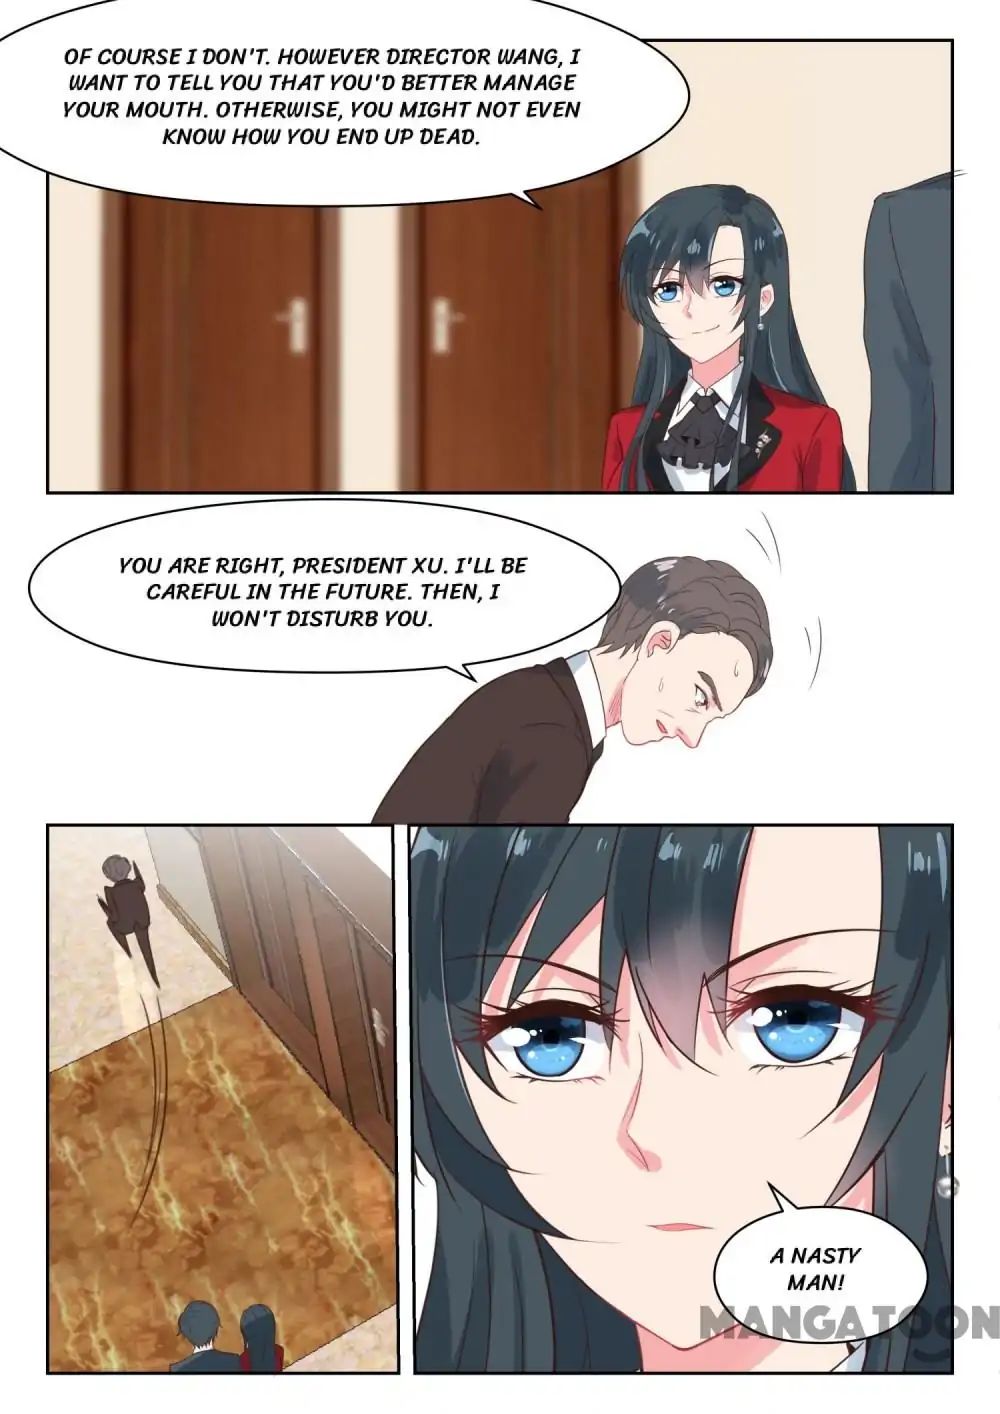 OF COURSE I DON'T. HOWEVER DIRECTOR WANG, I
WANT TO TELL YOU THAT YOU'D BETTER MANAGE
YOUR MOUTH. OTHERWISE, YOU MIGHT NOT EVEN
KNOW HOW YOU END UP DEAD.
YOU ARE RIGHT, PRESIDENT XU. I'LL BE
CAREFUL IN THE FUTURE. THEN, I
WON'T DISTURB YOU.
A NASTY
MAN!
MANGATOON